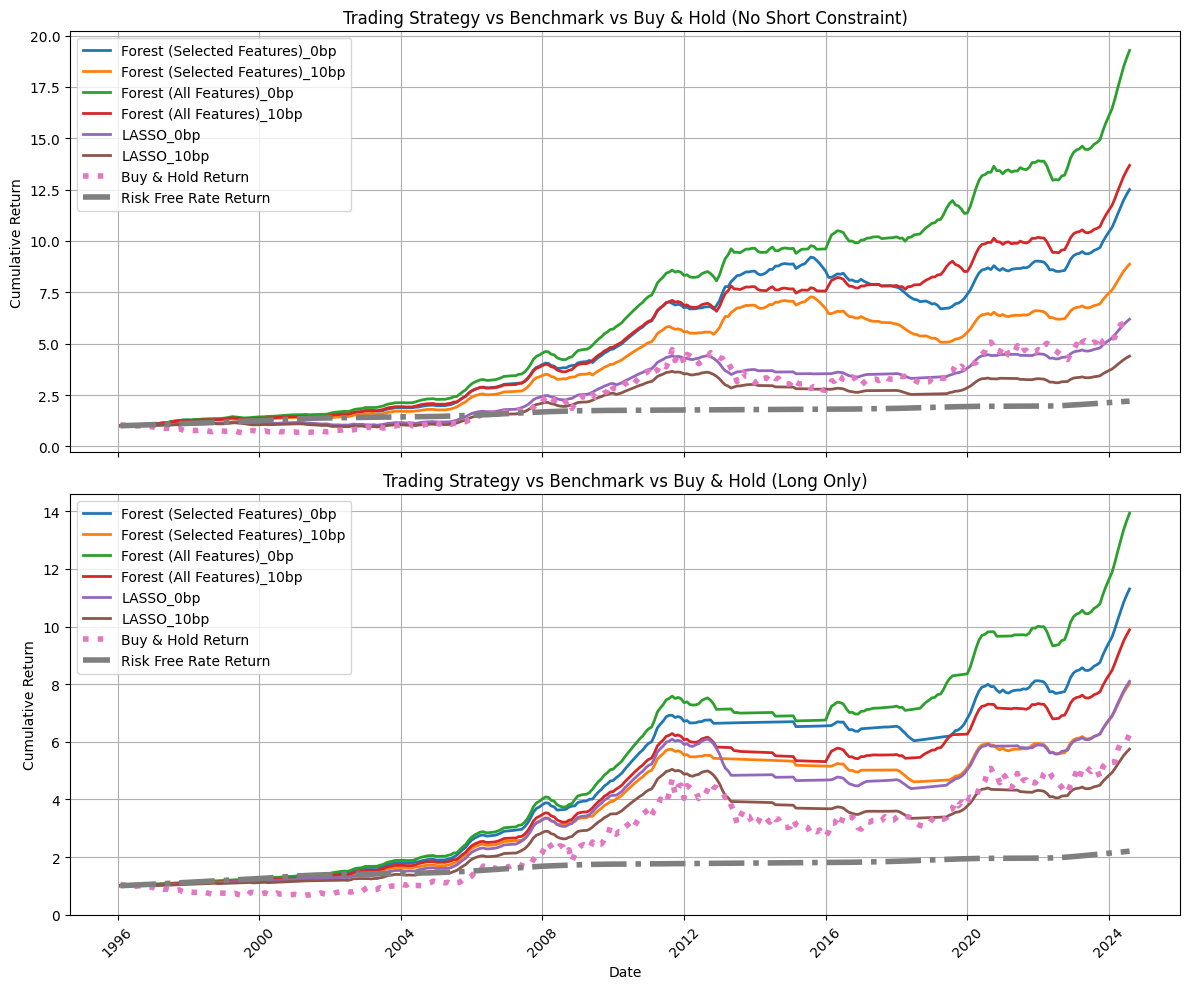 Trading Strategy vs Benchmark vs Buy & Hold (No Short Constraint)
20.0
17.5
15.0
12.5
10.0
7.5
5.0
2.5
0.0
Cumulative Return
Forest (Selected Features)_0bp
Forest (Selected Features)_10bp
Forest (All Features)_0bp
Forest (All Features)_10bp
LASSO_0bp
LASSO_10bp
Buy & Hold Return
Risk Free Rate Return
Trading Strategy vs Benchmark vs Buy & Hold (Long Only)
14
12
10
8
6
4
2
0
Cumulative Return
Forest (Selected Features)_0bp
Forest (Selected Features)_10bp
Forest (All Features)_0bp
Forest (All Features)_10bp
LASSO_0bp
LASSO_10bp
Buy & Hold Return
Risk Free Rate Return
1996
2000
2004
2008
2012
2016
2020
2024
Date